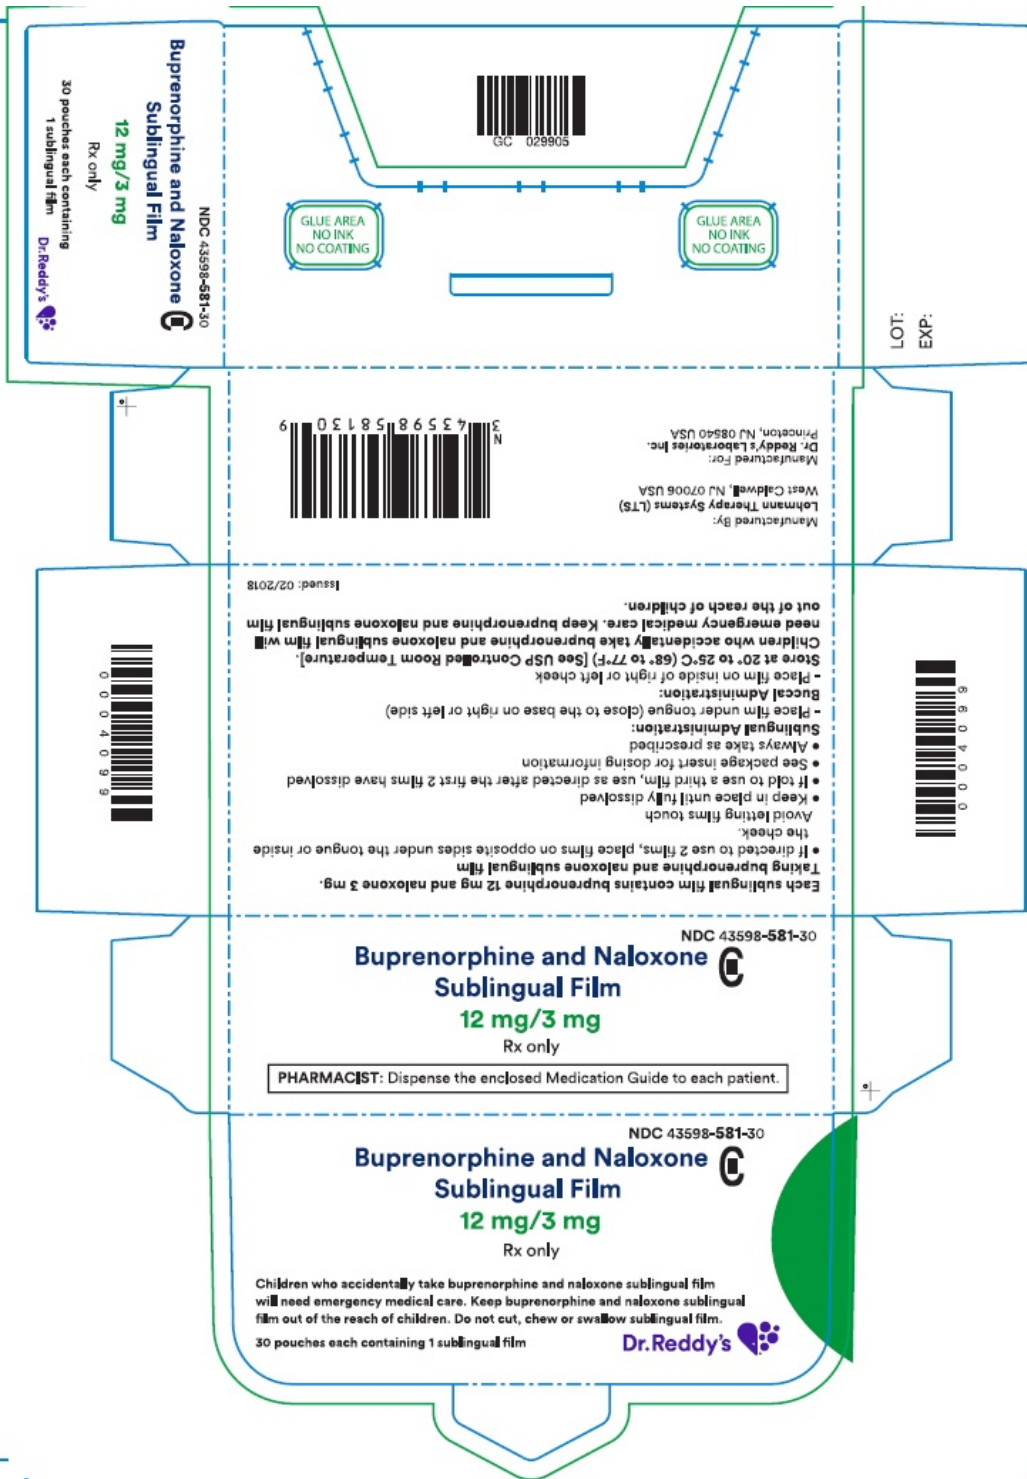 NDC 43598-581-30
Buprenorphine and Naloxone
Sublingual Film
CIII
12 mg/3 mg
Rx only
30 pouches each containing
1 sublingual film
Dr.Reddy's
GC 029905
GLUE AREA
NO INK
NO COATING
GLUE AREA
NO INK
NO COATING
LOT:
EXP:
Manufactured By:
Lohmann Therapy Systems (LTS)
West Caldwell, NJ 07006 USA
Manufactured For:
Dr. Reddy's Laboratories Inc.
Princeton, NJ 08540 USA
N
3 43598 58130 9
Each sublingual film contains buprenorphine 12 mg and naloxone 3 mg.
Taking buprenorphine and naloxone sublingual film
• If directed to use 2 films, place films on opposite sides under the tongue or inside
the cheek.
Avoid letting films touch
• Keep in place until fully dissolved
• If told to use a third film, use as directed after the first 2 films have dissolved
• See package insert for dosing information
• Always take as prescribed
Sublingual Administration:
- Place film under tongue (close to the base on right or left side)
Buccal Administration:
- Place film on inside of right or left cheek
Store at 20° to 25°C (68° to 77°F) [See USP Controlled Room Temperature].
Children who accidentally take buprenorphine and naloxone sublingual film will
need emergency medical care. Keep buprenorphine and naloxone sublingual film
out of the reach of children.
Issued: 02/2018
0004099
0004099
NDC 43598-581-30
Buprenorphine and Naloxone
Sublingual Film
CIII
12 mg/3 mg
Rx only
PHARMACIST: Dispense the enclosed Medication Guide to each patient.
NDC 43598-581-30
Buprenorphine and Naloxone
Sublingual Film
CIII
12 mg/3 mg
Rx only
Children who accidentally take buprenorphine and naloxone sublingual film
will need emergency medical care. Keep buprenorphine and naloxone sublingual
film out of the reach of children. Do not cut, chew or swallow sublingual film.
30 pouches each containing 1 sublingual film
Dr.Reddy's